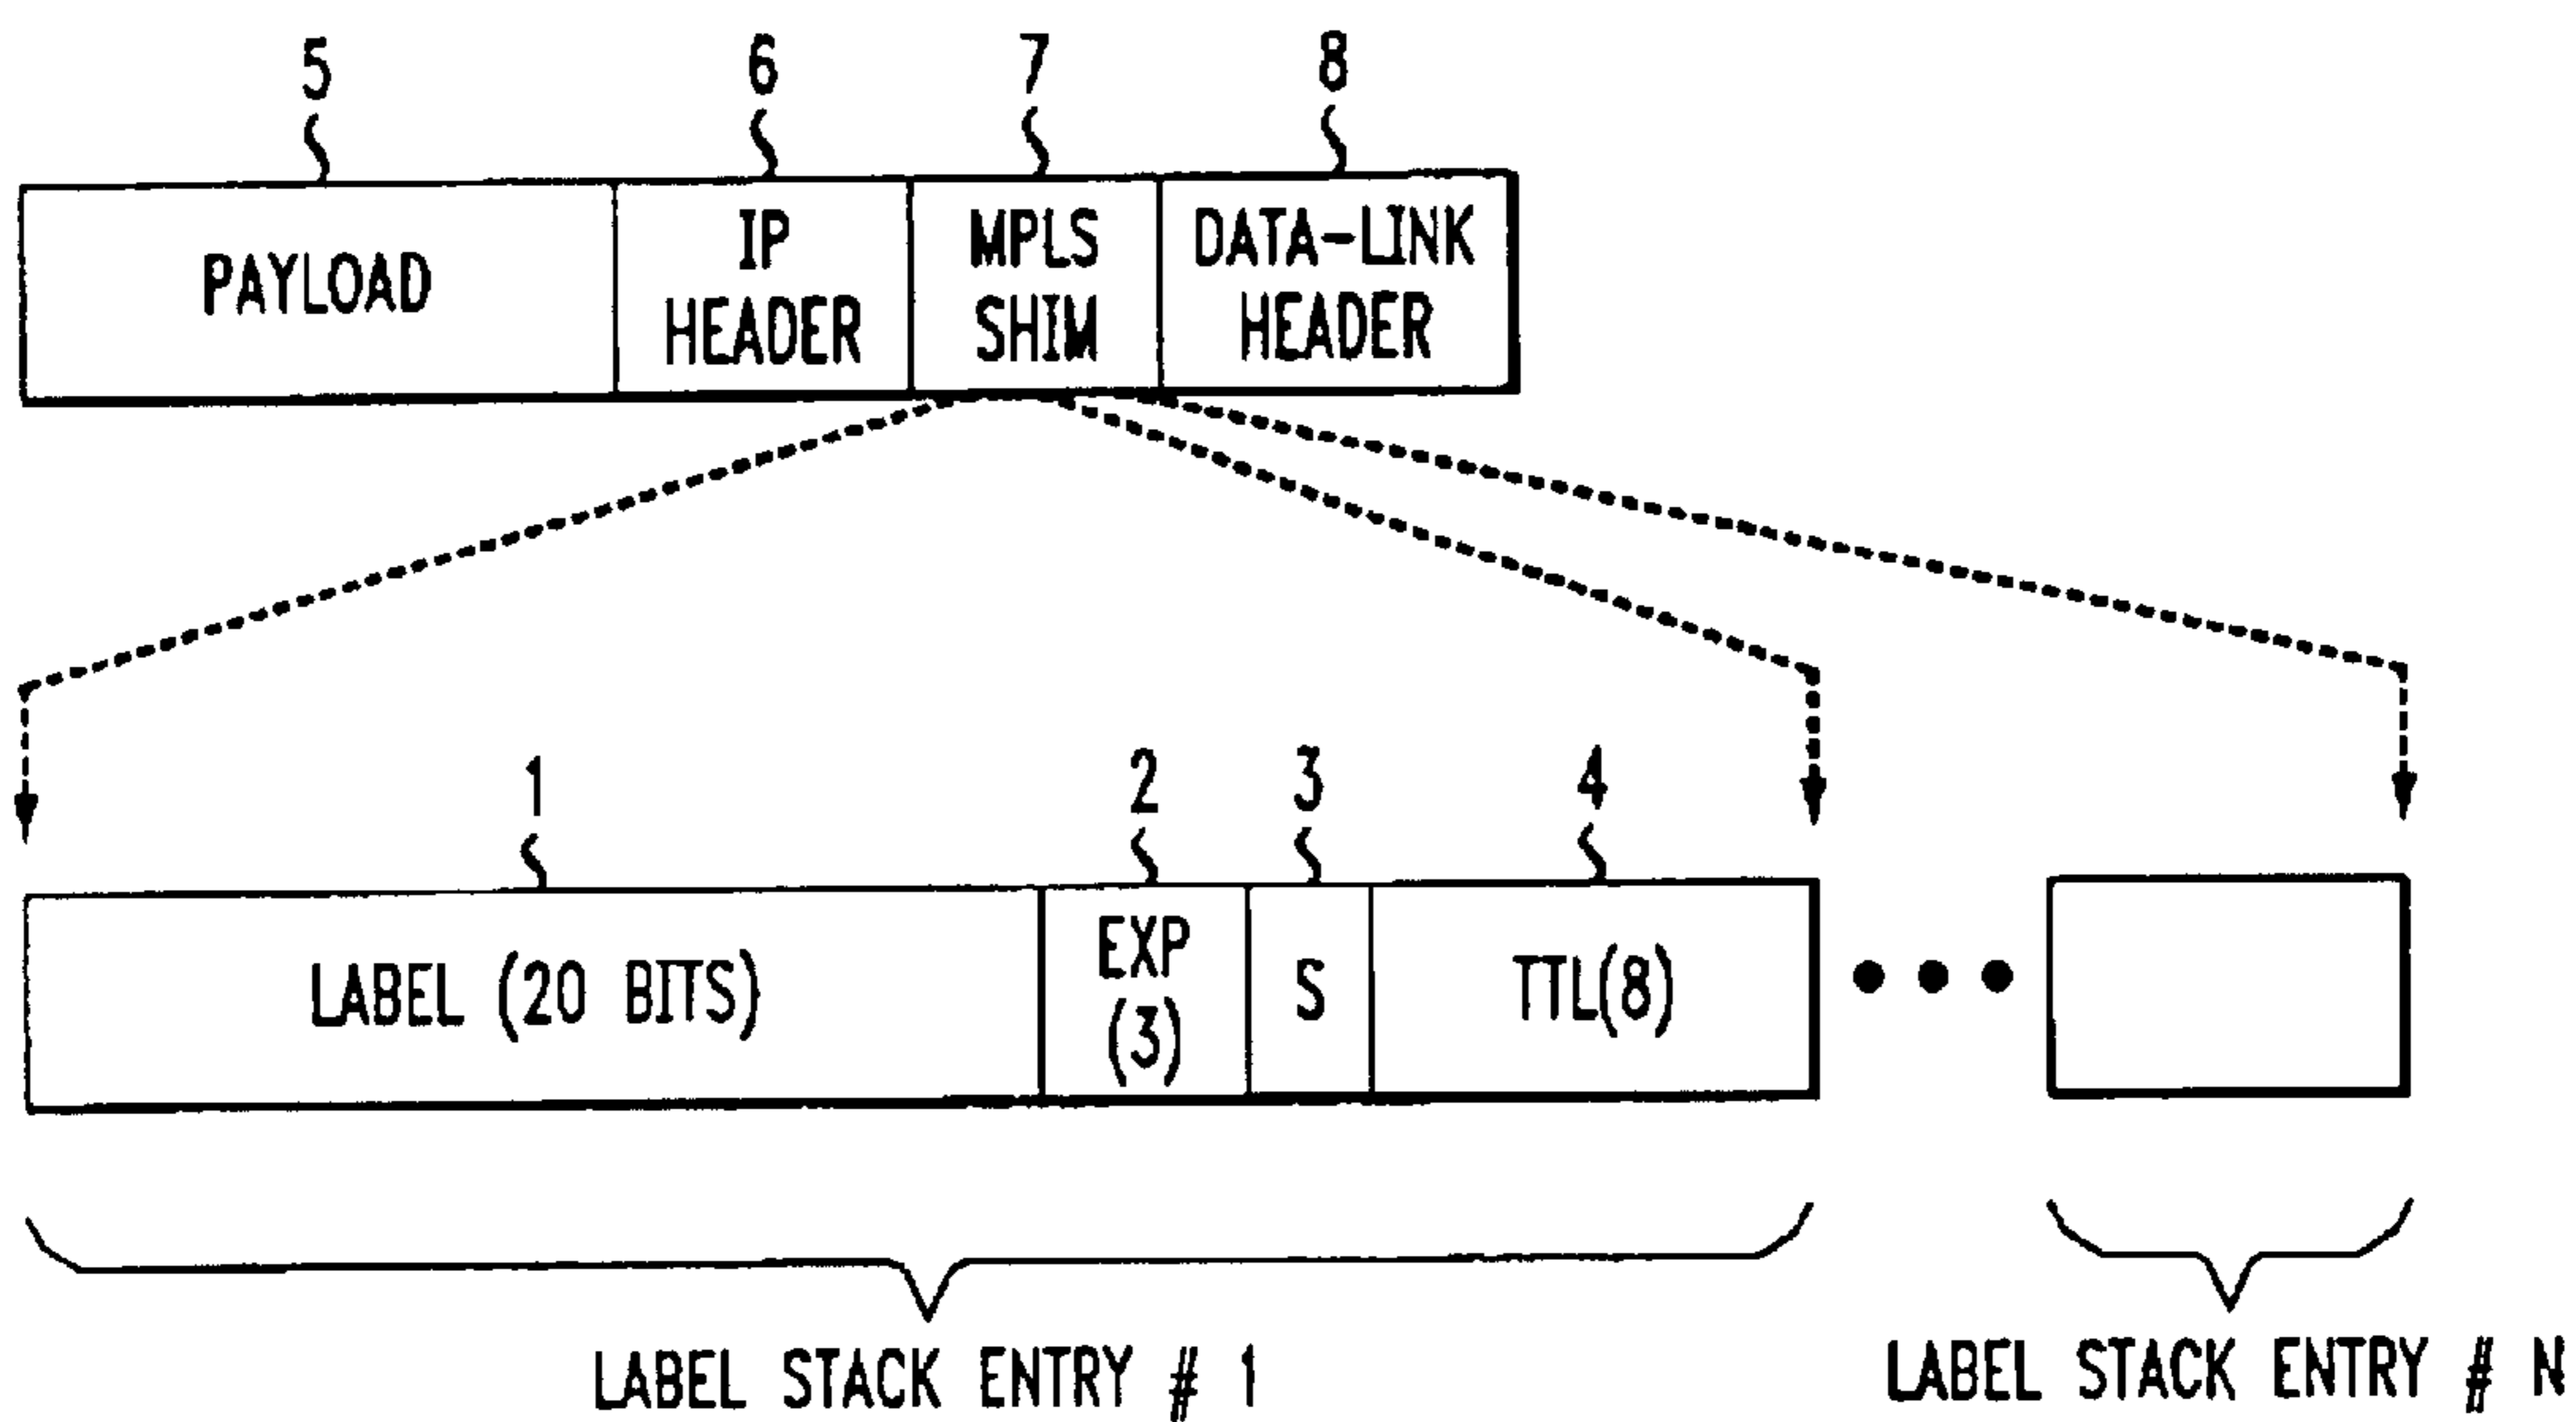 5 6 7 8
PAYLOAD
IP
HEADER
MPLS
SHIM
DATA-LINK
HEADER
1 2 3 4
LABEL (20 BITS)
EXP
(3)
S
TTL(8)
LABEL STACK ENTRY # 1
LABEL STACK ENTRY # N